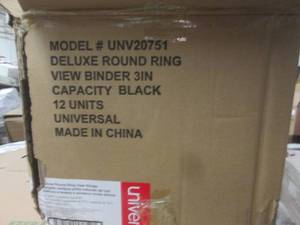 MODEL # UNV20751
DELUXE ROUND RING
VIEW BINDER 3IN
CAPACITY BLACK
12 UNITS
UNIVERSAL
MADE IN CHINA
univer